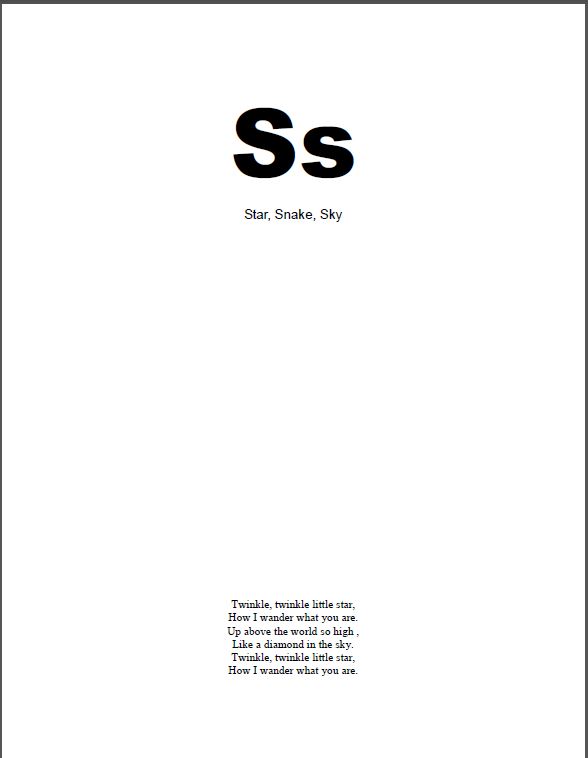 Ss
Star, Snake, Sky
Twinkle, twinkle little star,
How I wander what you are.
Up above the world so high ,
Like a diamond in the sky.
Twinkle, twinkle little star,
How I wander what you are.